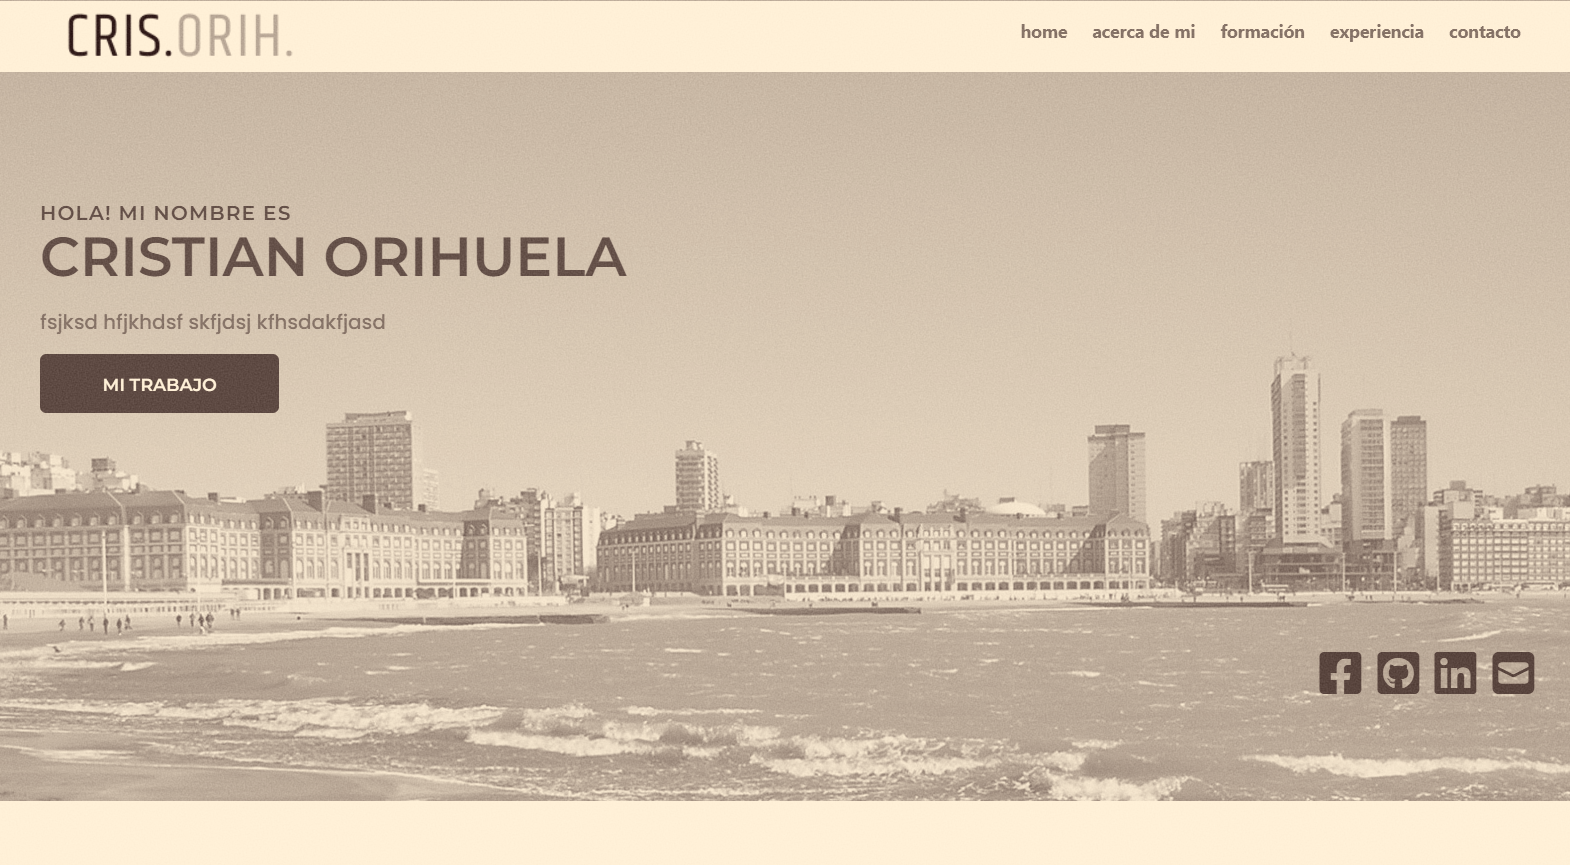 CRIS.ORIH.
home acerca de mi formación experiencia contacto
HOLA! MI NOMBRE ES
CRISTIAN ORIHUELA
fsjksd hfjkhdsf skfjdsj kfhsdakfjasd
MI TRABAJO